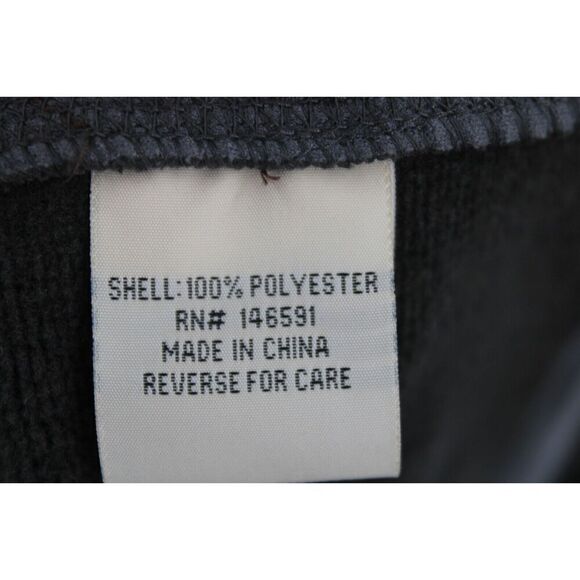 SHELL: 100% POLYESTER
RN# 146591
MADE IN CHINA
REVERSE FOR CARE